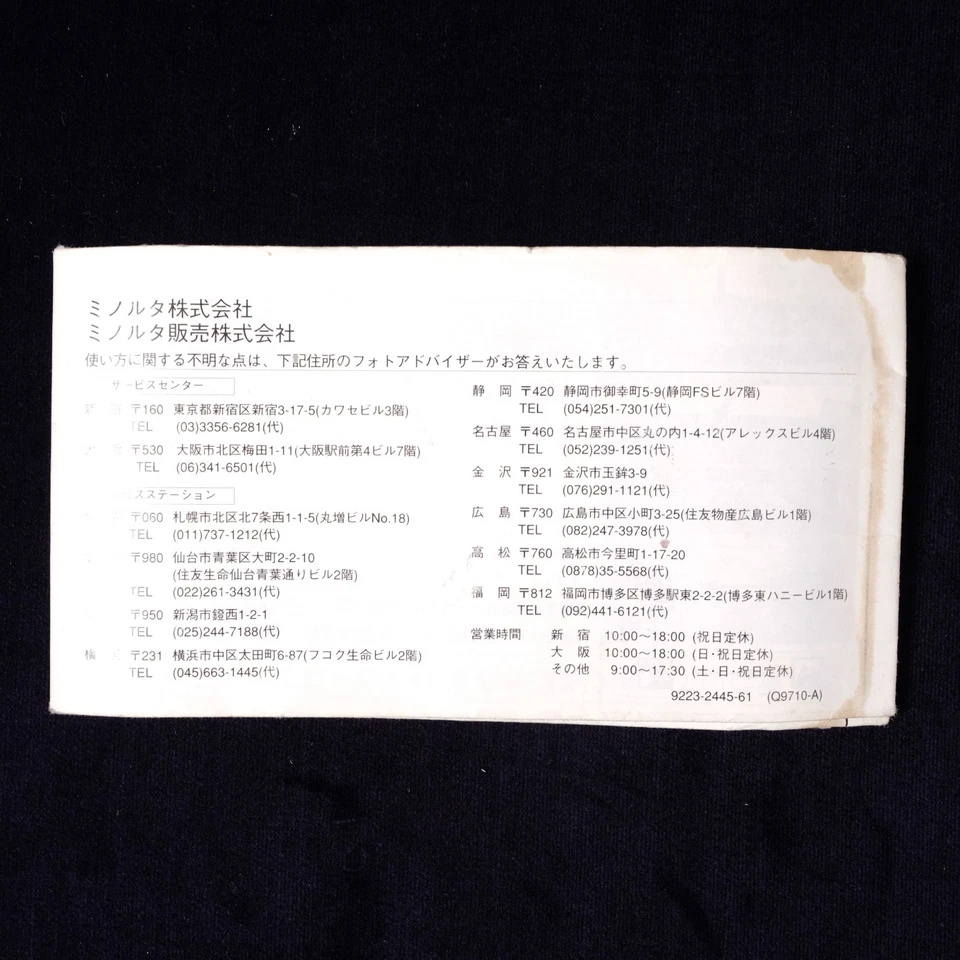 ミノルタ株式会社
ミノルタ販売株式会社
使い方に関する不明な点は、下記住所のフォトアドバイザーがお答えいたします。
サービスセンター
〒160 東京都新宿区新宿3-17-5(カワセビル3階)
TEL (03)3356-6281(代)
〒530 大阪市北区梅田1-11(大阪駅前第4ビル7階)
TEL (06)341-6501(代)
スステーション
〒060 札幌市北区北7条西1-1-5(丸増ビルNo.18)
TEL (011)737-1212(代)
〒980 仙台市青葉区大町2-2-10
(住友生命仙台青葉通りビル2階)
TEL (022)261-3431(代)
〒950 新潟市鐙西1-2-1
TEL (025)244-7188(代)
横 〒231 横浜市中区太田町6-87(フコク生命ビル2階)
TEL (045)663-1445(代)
静岡 〒420 静岡市御幸町5-9(静岡FSビル7階)
TEL (054)251-7301(代)
名古屋 〒460 名古屋市中区丸の内1-4-12(アレックスビル4階)
TEL (052)239-1251(代)
金沢 〒921 金沢市玉鉾3-9
TEL (076)291-1121(代)
広島 〒730 広島市中区小町3-25(住友物産広島ビル1階)
TEL (082)247-3978(代)
高松 〒760 高松市今里町1-17-20
TEL (0878)35-5568(代)
福岡 〒812 福岡市博多区博多駅東2-2-2(博多東ハニービル1階)
TEL (092)441-6121(代)
営業時間 新宿 10:00〜18:00 (祝日定休)
大阪 10:00〜18:00 (日・祝日定休)
その他 9:00〜17:30 (土・日・祝日定休)
9223-2445-61 (Q9710-A)